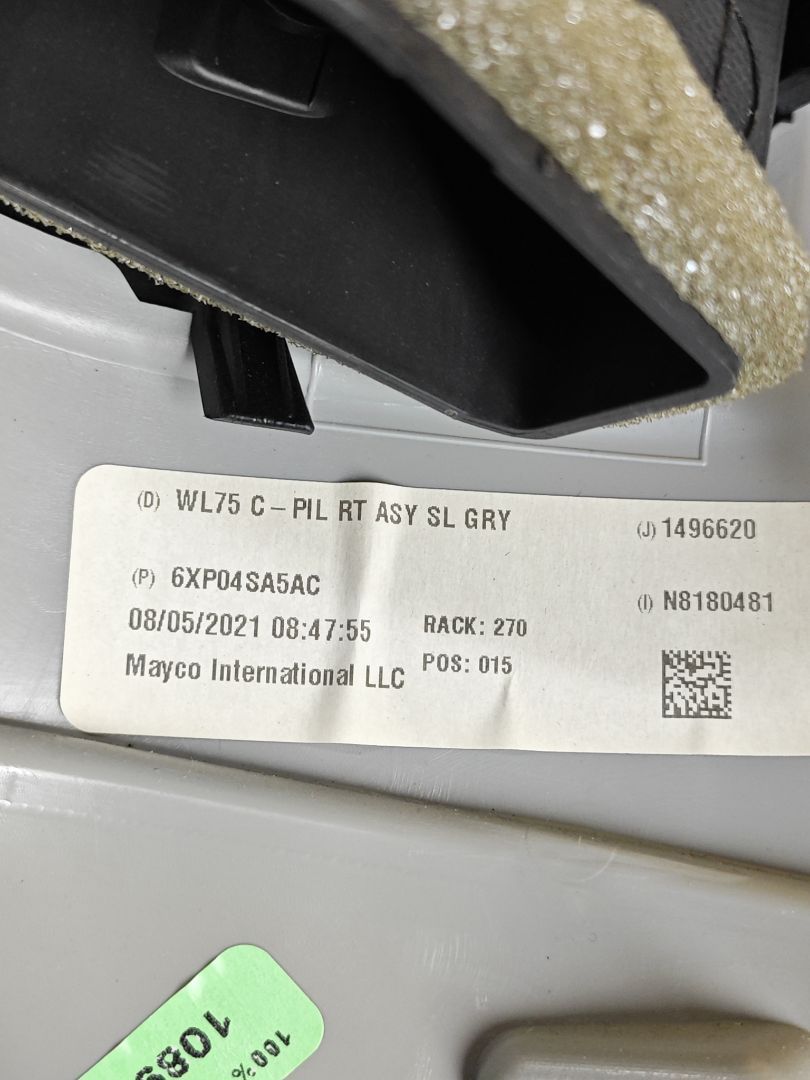 (D) WL75 C-PIL RT ASY SL GRY
(J) 1496620
(P) 6XP04SA5AC
(I) N8180481
08/05/2021 08:47:55
RACK: 270
Mayco International LLC
POS: 015
100%